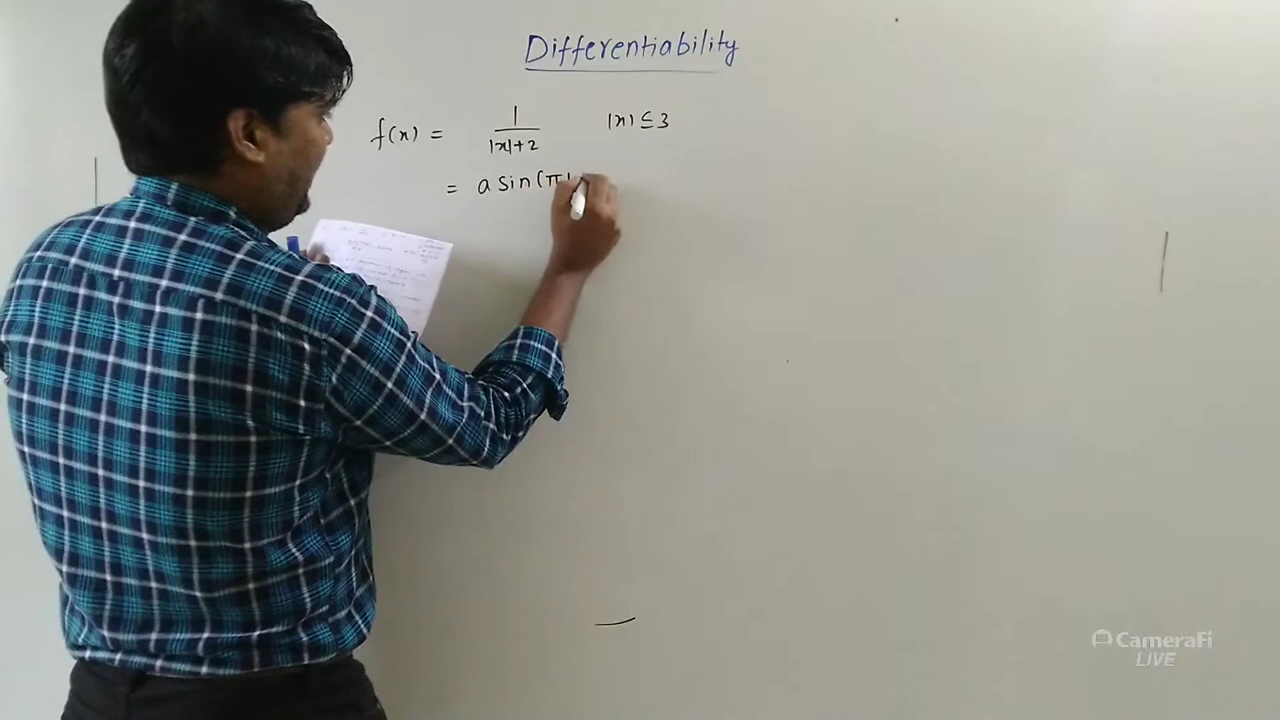 Differentiability
f(x) = 1/(|x|+2) |x| ≤ 3
= a sin(π|
CameraFi
LIVE